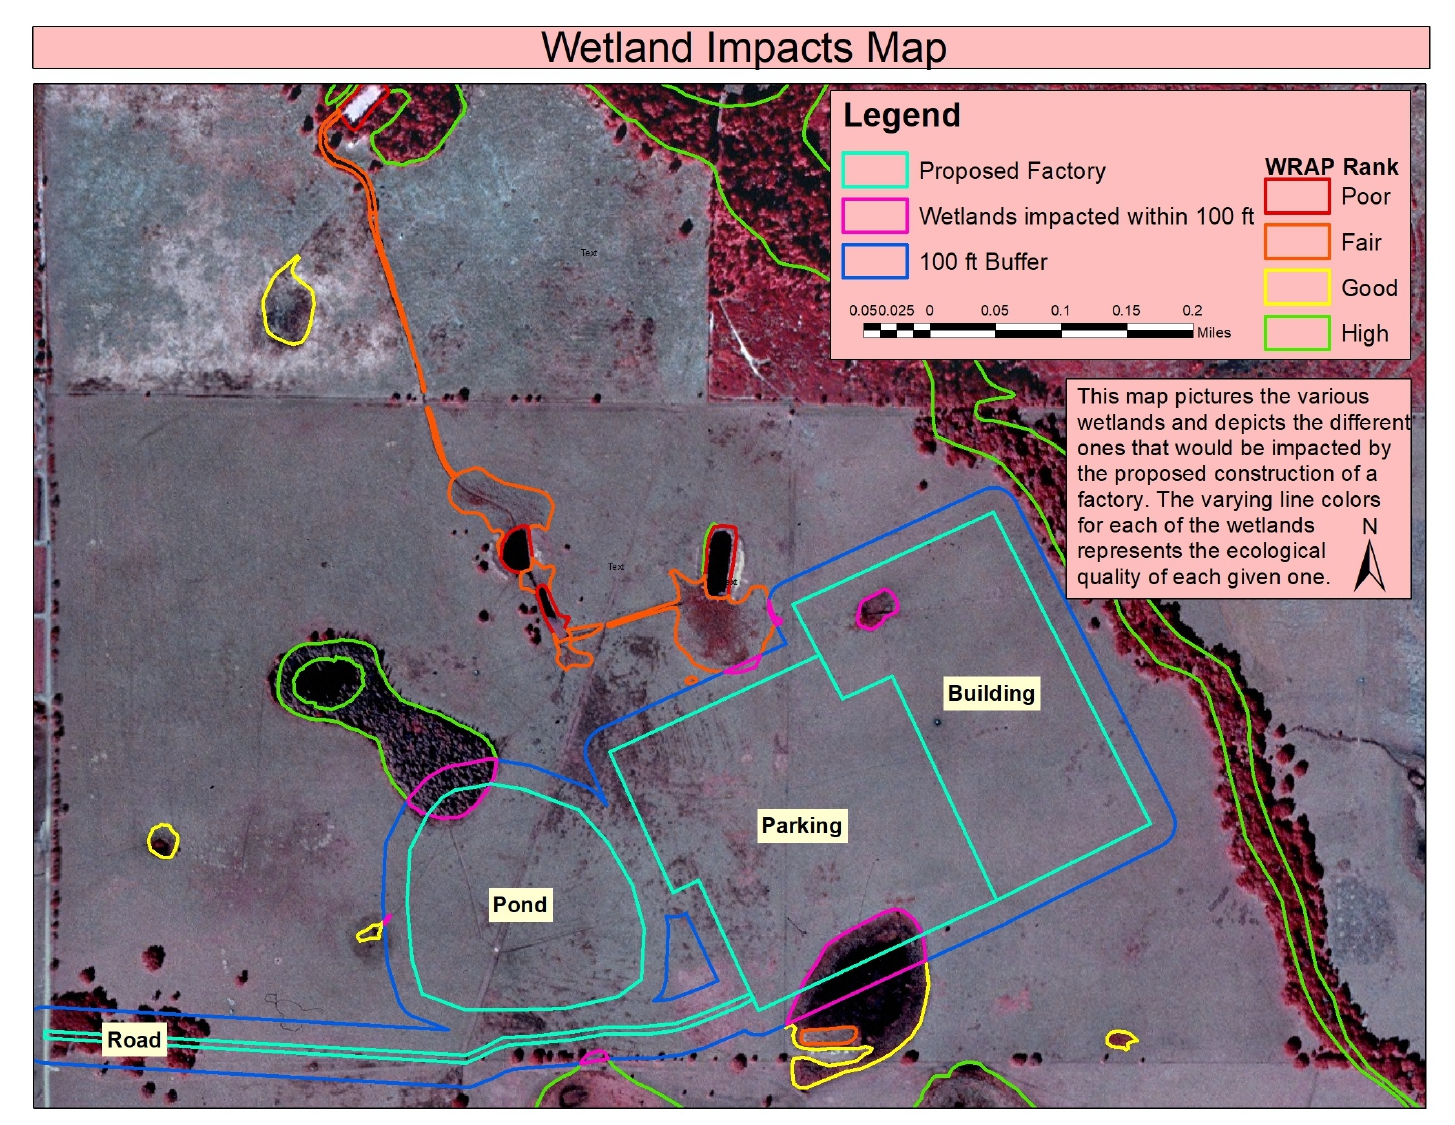 Wetland Impacts Map
Legend
Proposed Factory
Wetlands impacted within 100 ft
100 ft Buffer
0.05 0.025 0 0.05 0.1 0.15 0.2
Miles
WRAP Rank
Poor
Fair
Good
High
This map pictures the various
wetlands and depicts the different
ones that would be impacted by
the proposed construction of a
factory. The varying line colors
for each of the wetlands
represents the ecological
quality of each given one.
N
Text
Text
Building
Parking
Pond
Road